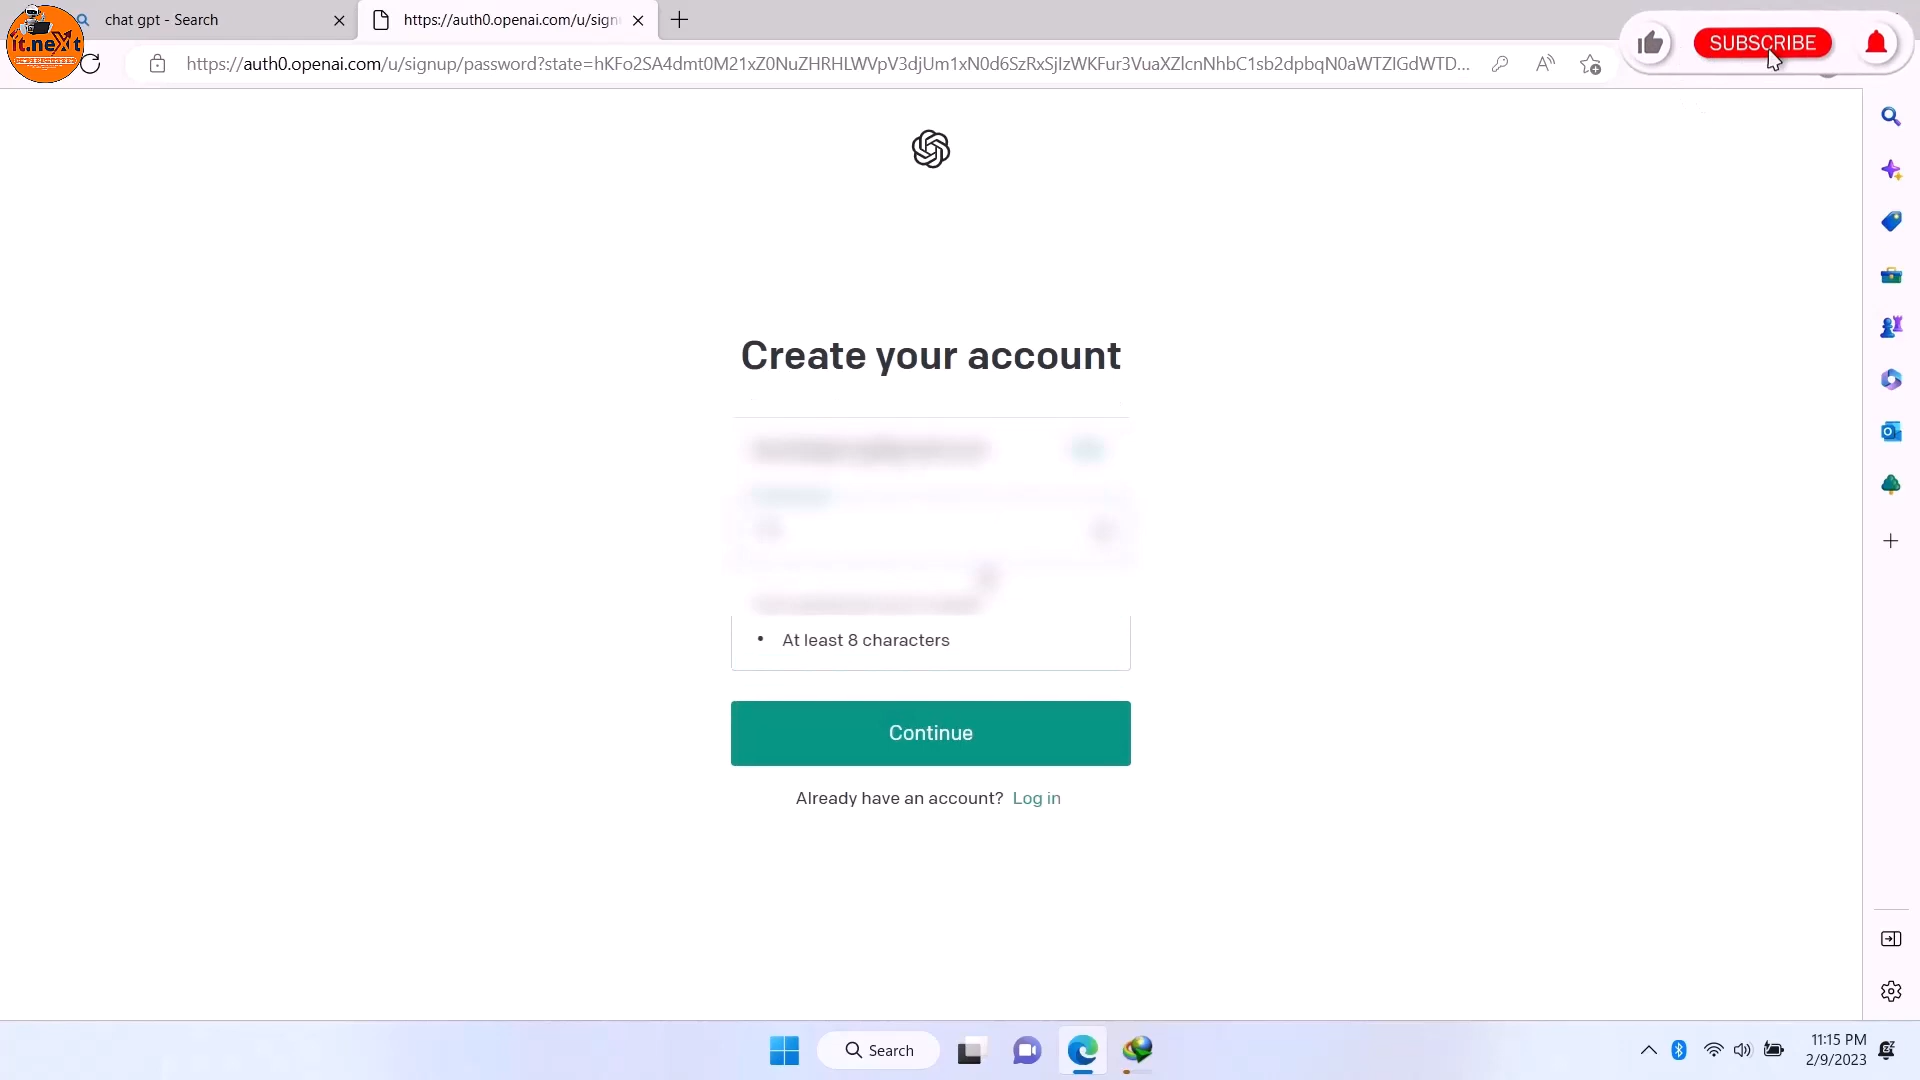 chat gpt - Search
https://auth0.openai.com/u/sign
it.neXt
https://auth0.openai.com/u/signup/password?state=hKFo2SA4dmt0M21xZ0NuZHRHLWVpV3djUm1xN0d6SzRxSjIzWKFur3VuaXZlcnNhbC1sb2dpbqN0aWTZIGdWTD...
SUBSCRIBE
Create your account
• At least 8 characters
Continue
Already have an account? Log in
Search
11:15 PM
2/9/2023